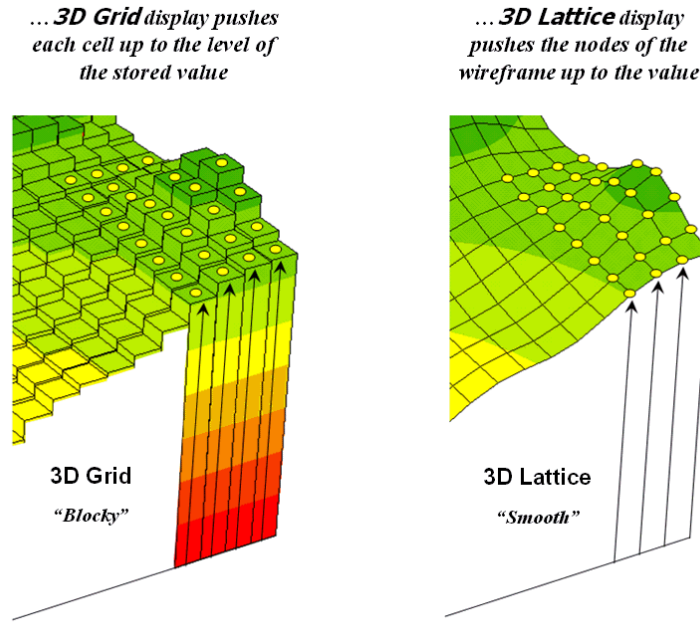 ... 3D Grid display pushes
each cell up to the level of
the stored value
... 3D Lattice display
pushes the nodes of the
wireframe up to the value
3D Grid
“Blocky”
3D Lattice
“Smooth”